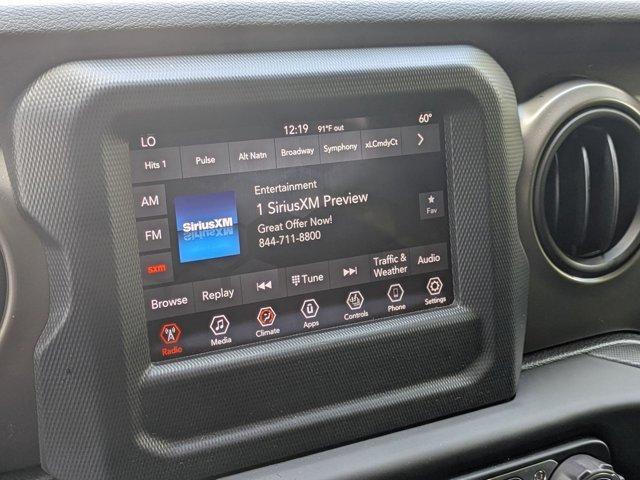 LO 12:19 91°F out 60°
Hits 1 Pulse Alt Natn Broadway Symphony xLCmdyCt >
AM
FM
sxm
SiriusXM
Entertainment
1 SiriusXM Preview
Great Offer Now!
844-711-8800
Fav
Browse Replay Tune Traffic & Weather Audio
Radio Media Climate Apps Controls Phone Settings